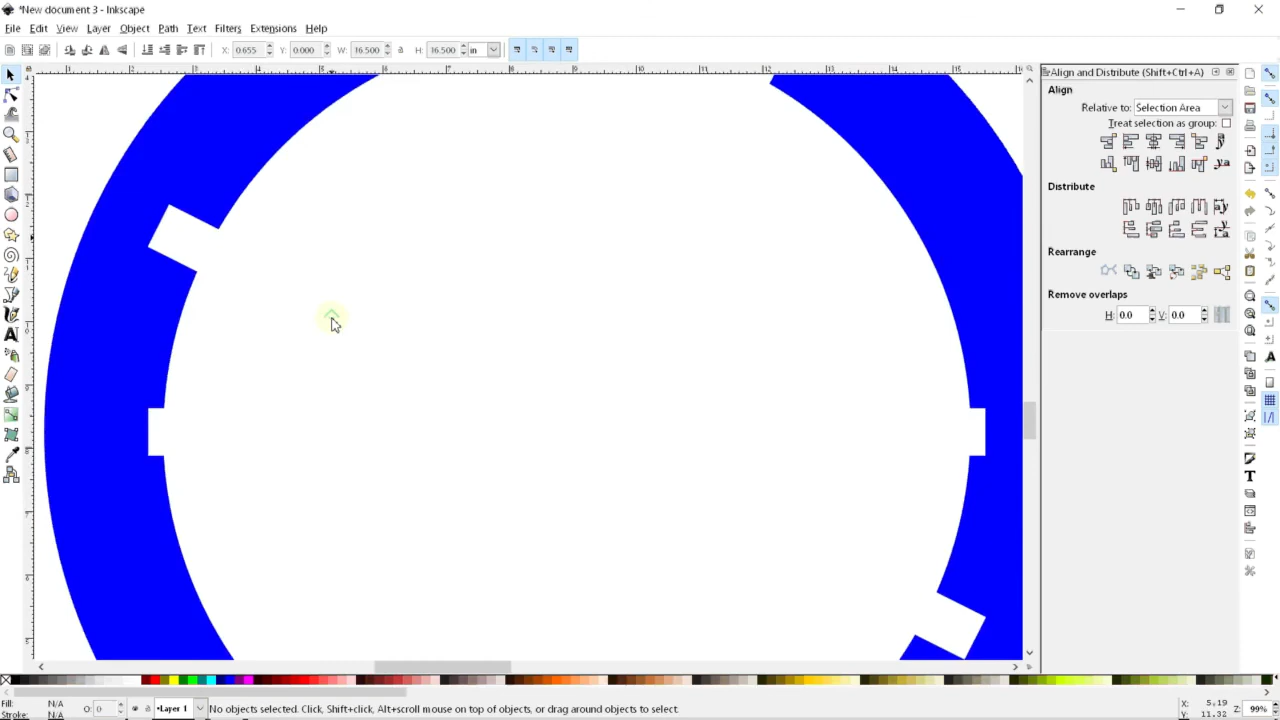 *New document 3 - Inkscape
File Edit View Layer Object Path Text Filters Extensions Help
X: 0.655 Y: 0.000 W: 16.500 H: 16.500 in
Align and Distribute (Shift+Ctrl+A)
Align
Relative to: Selection Area
Treat selection as group:
Distribute
Rearrange
Remove overlaps
H: 0.0 V: 0.0
Fill: N/A O: 0 Layer 1 No objects selected. Click, Shift+click, Alt+scroll mouse on top of objects, or drag around objects to select. X: 5.19 Z: 99%
Stroke: N/A Y: 11.32